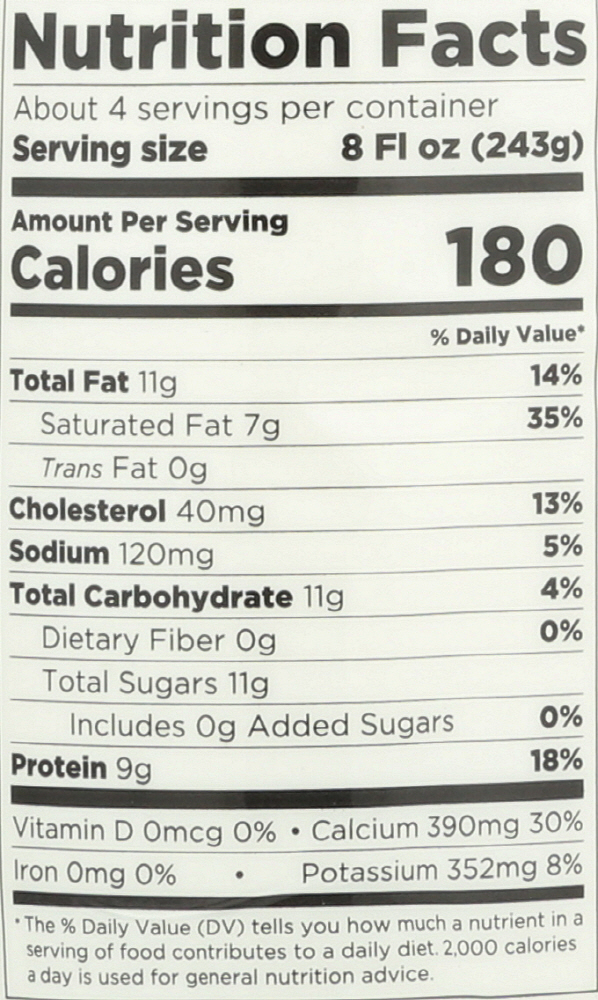 Nutrition Facts
About 4 servings per container
Serving size 8 Fl oz (243g)
Amount Per Serving
Calories 180
% Daily Value*
Total Fat 11g 14%
Saturated Fat 7g 35%
Trans Fat 0g
Cholesterol 40mg 13%
Sodium 120mg 5%
Total Carbohydrate 11g 4%
Dietary Fiber 0g 0%
Total Sugars 11g
Includes 0g Added Sugars 0%
Protein 9g 18%
Vitamin D 0mcg 0% • Calcium 390mg 30%
Iron 0mg 0% • Potassium 352mg 8%
*The % Daily Value (DV) tells you how much a nutrient in a
serving of food contributes to a daily diet. 2,000 calories
a day is used for general nutrition advice.